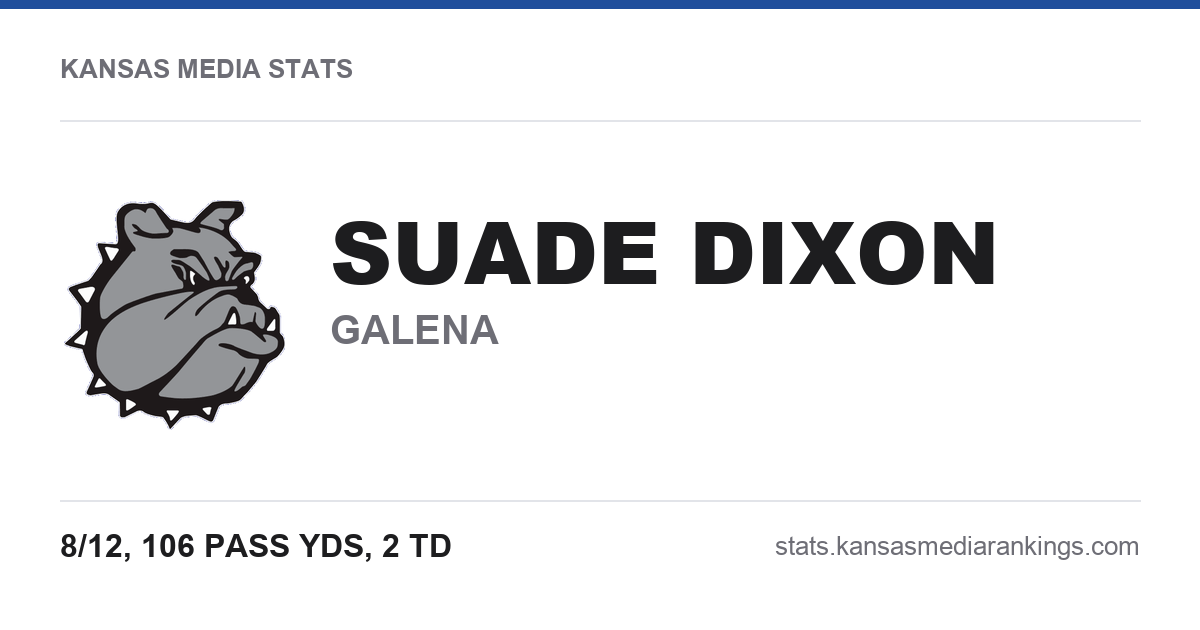 KANSAS MEDIA STATS
SUADE DIXON
GALENA
8/12, 106 PASS YDS, 2 TD
stats.kansasmediarankings.com